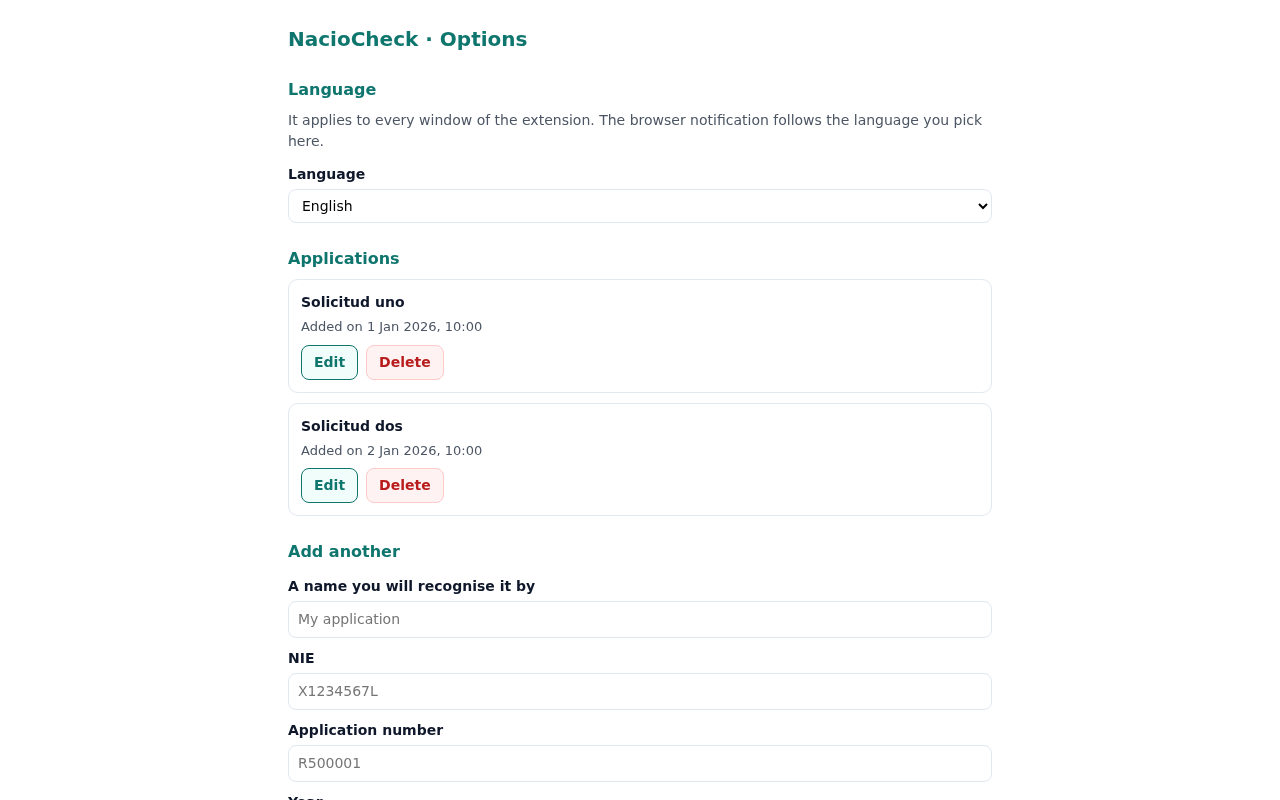 NacioCheck · Options
Language
It applies to every window of the extension. The browser notification follows the language you pick
here.
Language
English
Applications
Solicitud uno
Added on 1 Jan 2026, 10:00
Edit Delete
Solicitud dos
Added on 2 Jan 2026, 10:00
Edit Delete
Add another
A name you will recognise it by
My application
NIE
X1234567L
Application number
R500001
Year